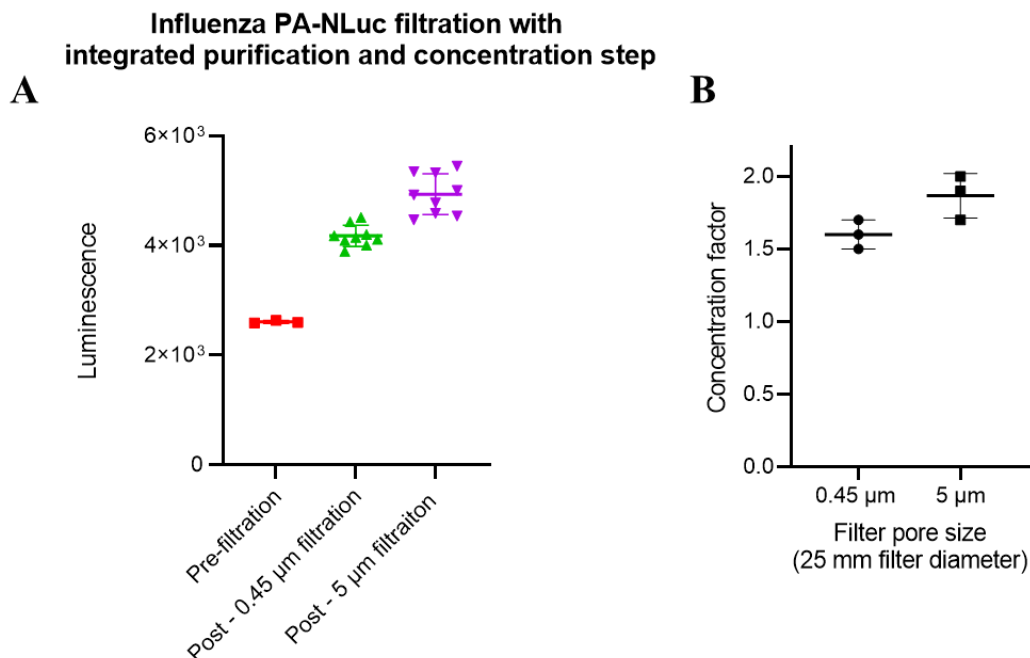 Influenza PA-NLuc filtration with
integrated purification and concentration step
A
Luminescence
6×10³
4×10³
2×10³
0
Pre-filtration
Post - 0.45 µm filtration
Post - 5 µm filtraiton
B
Concentration factor
2.0
1.5
1.0
0.5
0.0
0.45 µm
5 µm
Filter pore size
(25 mm filter diameter)